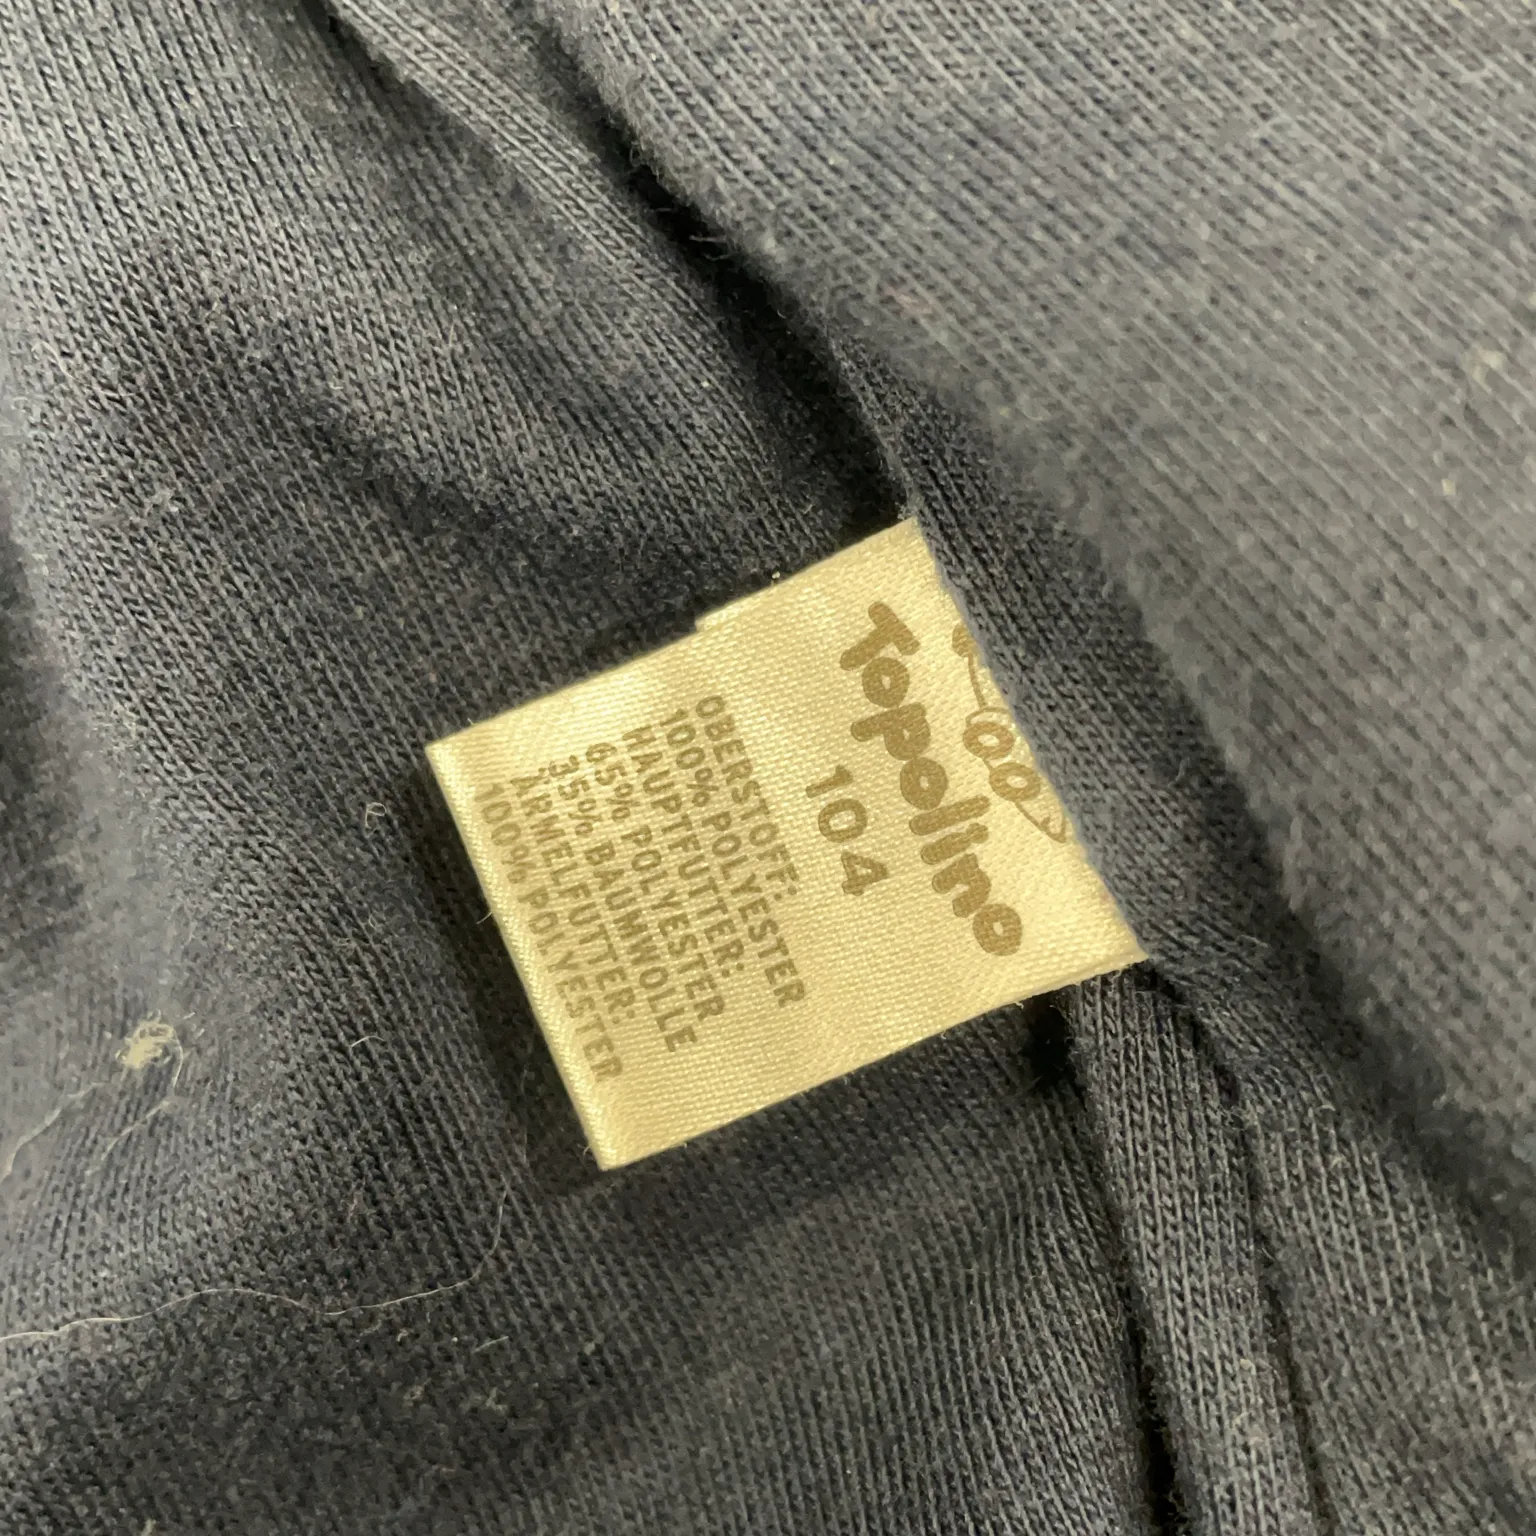 Topolino
104
OBERSTOFF:
100% POLYESTER
HAUPTFUTTER:
65% POLYESTER
35% BAUMWOLLE
ÄRMELFUTTER:
100% POLYESTER